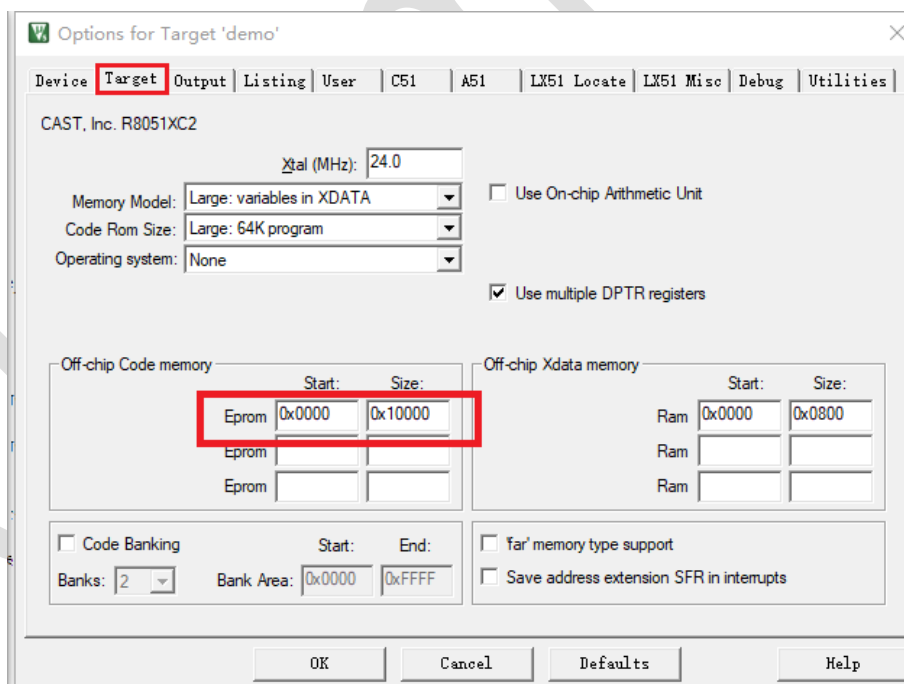 Options for Target 'demo'
Device Target Output Listing User C51 A51 LX51 Locate LX51 Misc Debug Utilities
CAST, Inc. R8051XC2
Xtal (MHz): 24.0
Memory Model: Large: variables in XDATA
Use On-chip Arithmetic Unit
Code Rom Size: Large: 64K program
Operating system: None
Use multiple DPTR registers
Off-chip Code memory
Start: Size:
Eprom 0x0000 0x10000
Eprom
Eprom
Off-chip Xdata memory
Start: Size:
Ram 0x0000 0x0800
Ram
Ram
Code Banking Start: End:
Banks: 2 Bank Area: 0x0000 0xFFFF
'far' memory type support
Save address extension SFR in interrupts
OK Cancel Defaults Help